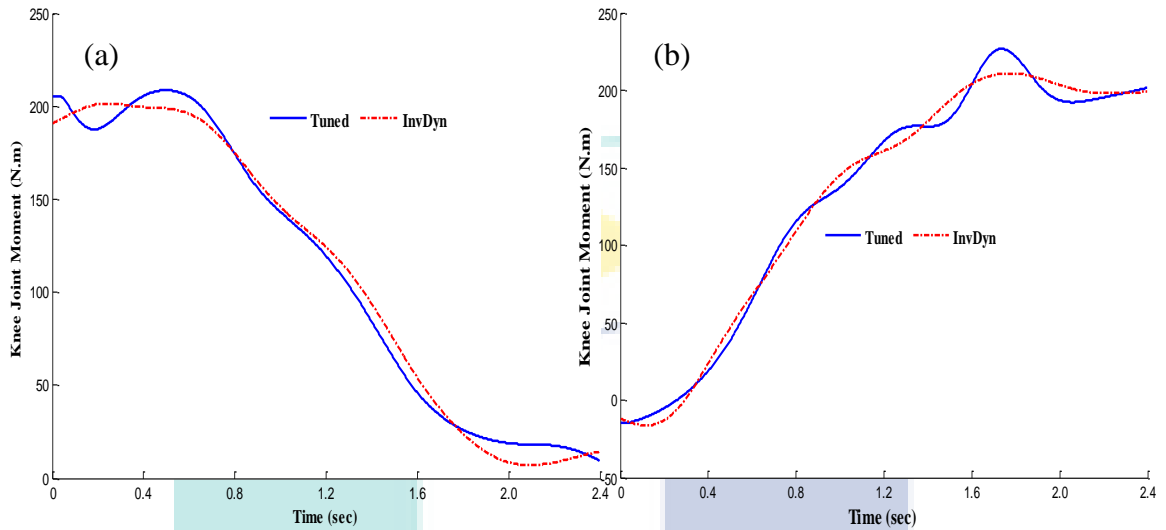 (a)
Knee Joint Moment (N.m)
250
200
150
100
50
0
Tuned InvDyn
0 0.4 0.8 1.2 1.6 2.0 2.4
Time (sec)
(b)
Knee Joint Moment (N.m)
250
200
150
100
50
0
-50
Tuned InvDyn
0 0.4 0.8 1.2 1.6 2.0 2.4
Time (sec)